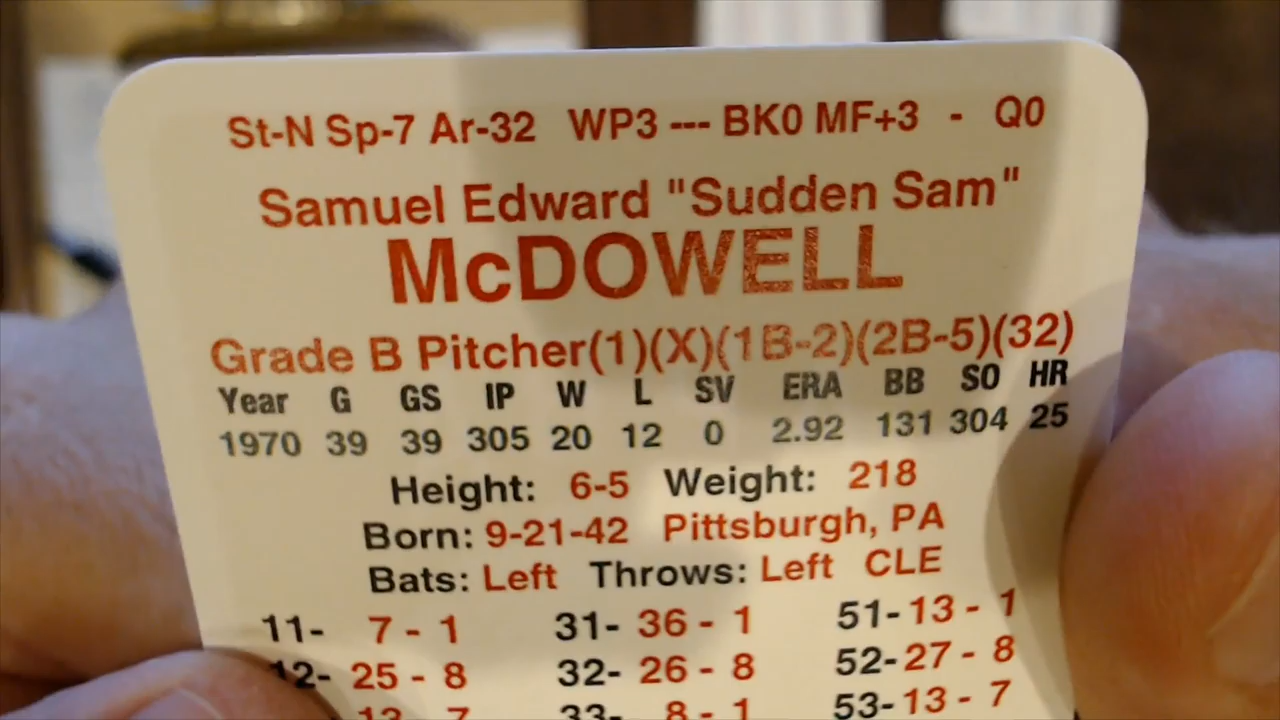 St-N Sp-7 Ar-32 WP3 --- BK0 MF+3 - Q0
Samuel Edward "Sudden Sam"
McDOWELL
Grade B Pitcher(1)(X)(1B-2)(2B-5)(32)
Year G GS IP W L SV ERA BB SO HR
1970 39 39 305 20 12 0 2.92 131 304 25
Height: 6-5 Weight: 218
Born: 9-21-42 Pittsburgh, PA
Bats: Left Throws: Left CLE
11- 7 - 1 31- 36 - 1 51- 13 - 1
12- 25 - 8 32- 26 - 8 52- 27 - 8
33- 8 - 1 53- 13 - 7